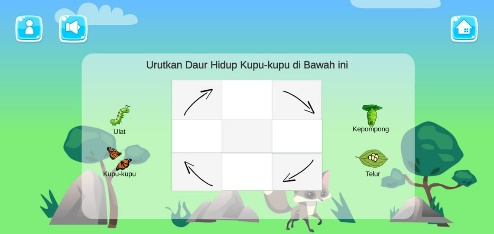 Urutkan Daur Hidup Kupu-kupu di Bawah ini
Ulat
Kepompong
Kupu-kupu
Telur